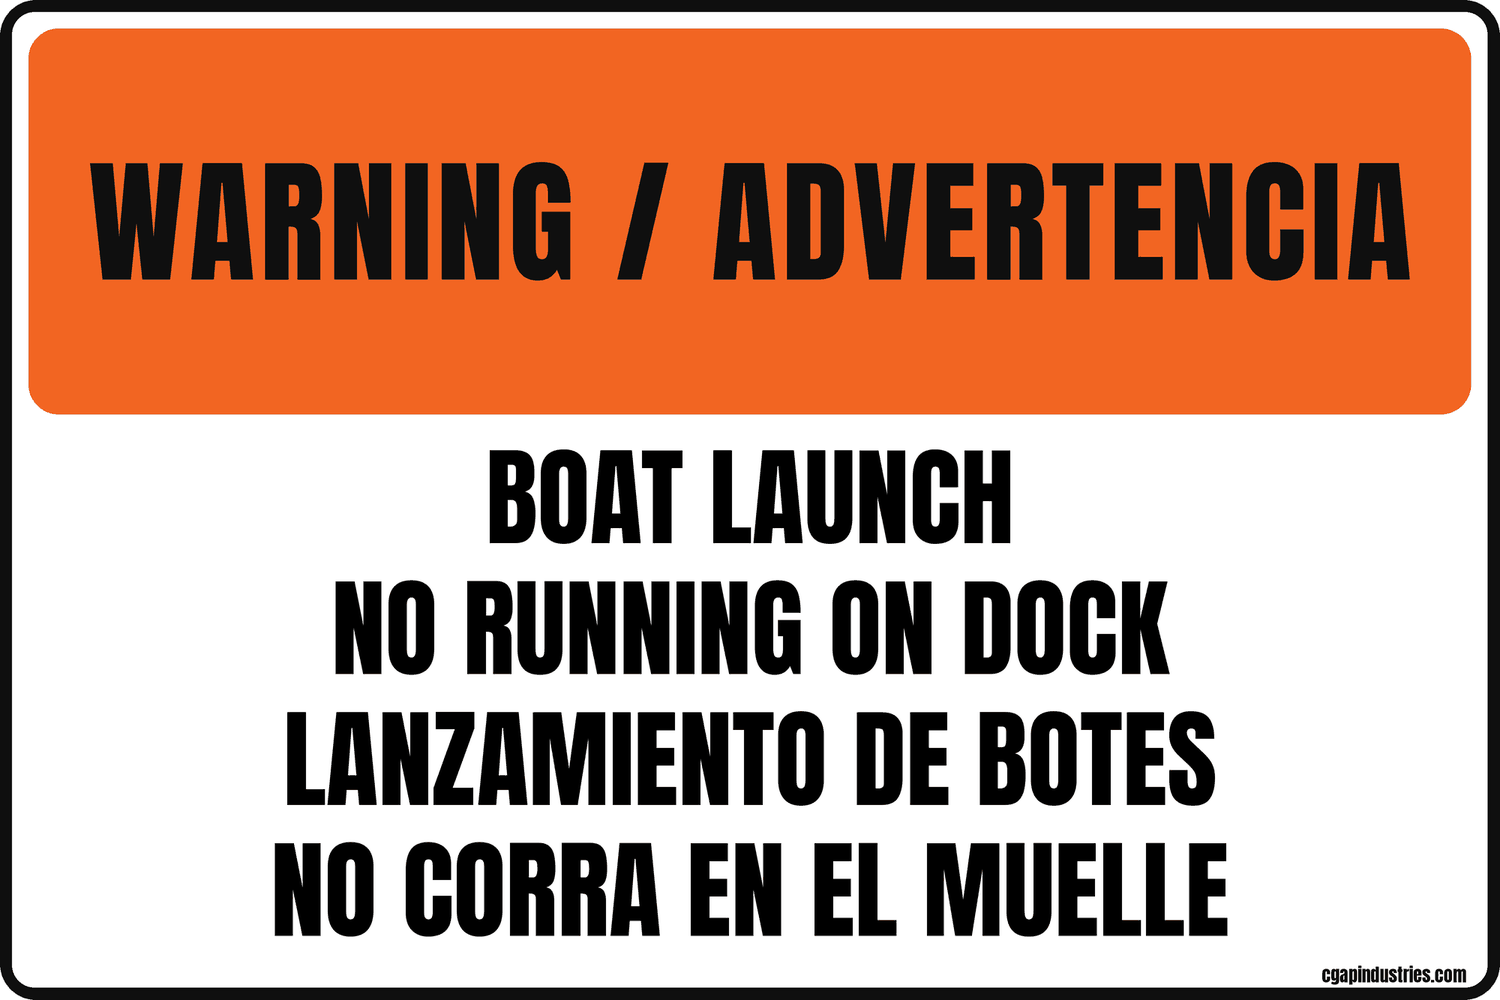 WARNING / ADVERTENCIA
BOAT LAUNCH
NO RUNNING ON DOCK
LANZAMIENTO DE BOTES
NO CORRA EN EL MUELLE
cgapindustries.com